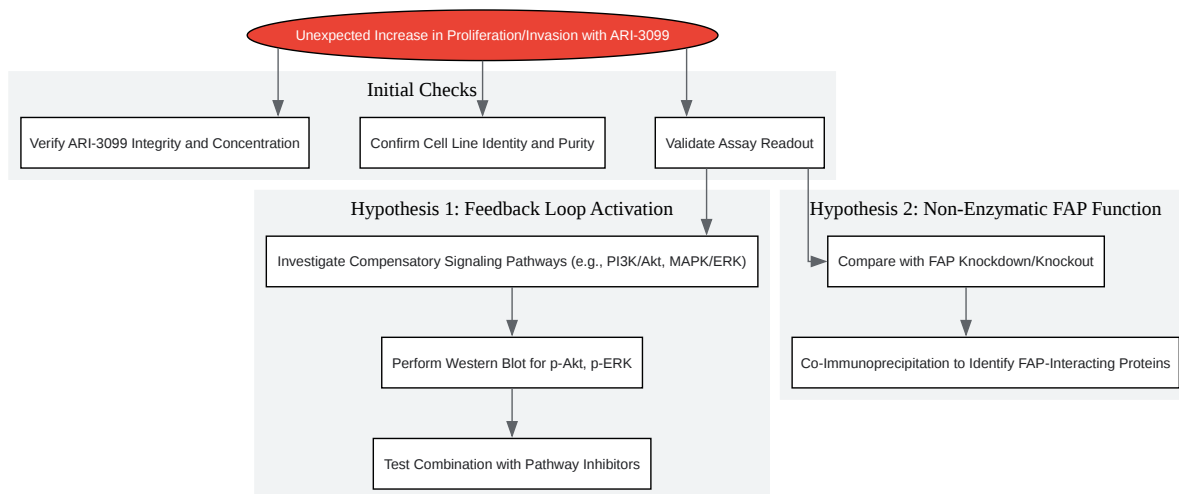 Unexpected Increase in Proliferation/Invasion with ARI-3099
Initial Checks
Verify ARI-3099 Integrity and Concentration
Confirm Cell Line Identity and Purity
Validate Assay Readout
Hypothesis 1: Feedback Loop Activation
Investigate Compensatory Signaling Pathways (e.g., PI3K/Akt, MAPK/ERK)
Perform Western Blot for p-Akt, p-ERK
Test Combination with Pathway Inhibitors
Hypothesis 2: Non-Enzymatic FAP Function
Compare with FAP Knockdown/Knockout
Co-Immunoprecipitation to Identify FAP-Interacting Proteins